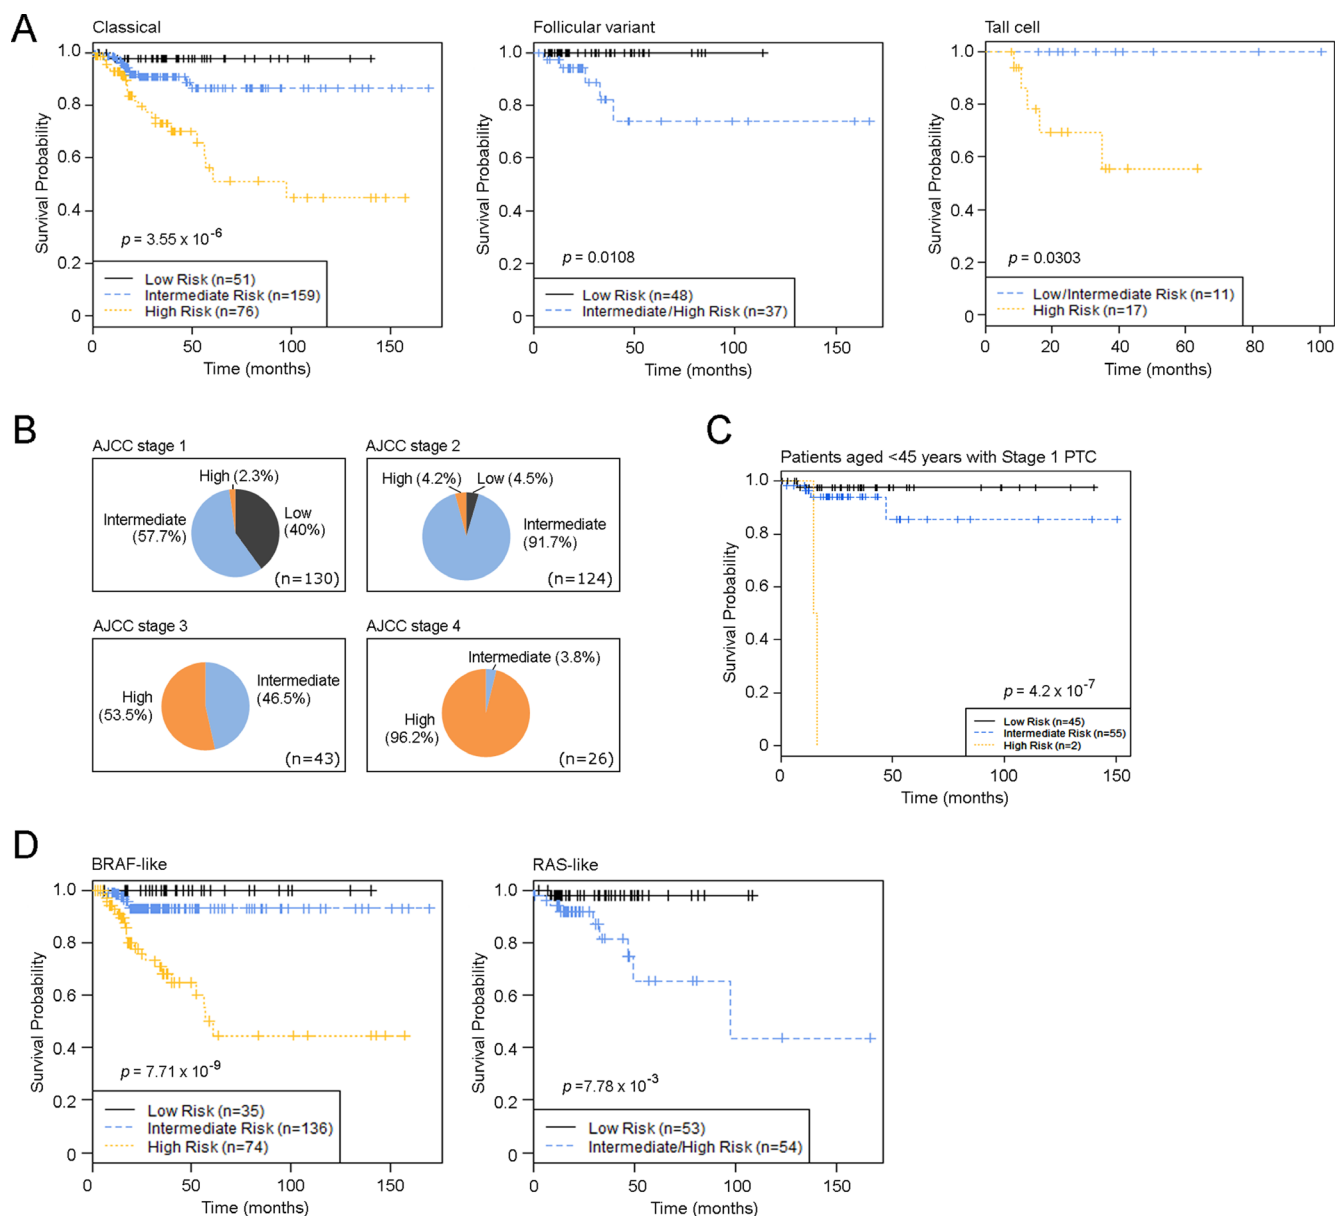 A
Classical
Survival Probability
1.0
0.8
0.6
0.4
0.2
0
p = 3.55 x 10-6
Low Risk (n=51)
Intermediate Risk (n=159)
High Risk (n=76)
0 50 100 150
Time (months)
Follicular variant
Survival Probability
1.0
0.8
0.6
0.4
0.2
0
p = 0.0108
Low Risk (n=48)
Intermediate/High Risk (n=37)
0 50 100 150
Time (months)
Tall cell
Survival Probability
1.0
0.8
0.6
0.4
0.2
0
p = 0.0303
Low/Intermediate Risk (n=11)
High Risk (n=17)
0 20 40 60 80 100
Time (months)
B
AJCC stage 1
High (2.3%)
Intermediate
(57.7%)
Low
(40%)
(n=130)
AJCC stage 2
High (4.2%)
Low (4.5%)
Intermediate
(91.7%)
(n=124)
AJCC stage 3
High
(53.5%)
Intermediate
(46.5%)
(n=43)
AJCC stage 4
Intermediate (3.8%)
High
(96.2%)
(n=26)
C
Patients aged <45 years with Stage 1 PTC
Survival Probability
1.0
0.8
0.6
0.4
0.2
0
p = 4.2 x 10-7
Low Risk (n=45)
Intermediate Risk (n=55)
High Risk (n=2)
0 50 100 150
Time (months)
D
BRAF-like
Survival Probability
1.0
0.8
0.6
0.4
0.2
0
p = 7.71 x 10-9
Low Risk (n=35)
Intermediate Risk (n=136)
High Risk (n=74)
0 50 100 150
Time (months)
RAS-like
Survival Probability
1.0
0.8
0.6
0.4
0.2
0
p =7.78 x 10-3
Low Risk (n=53)
Intermediate/High Risk (n=54)
0 50 100 150
Time (months)